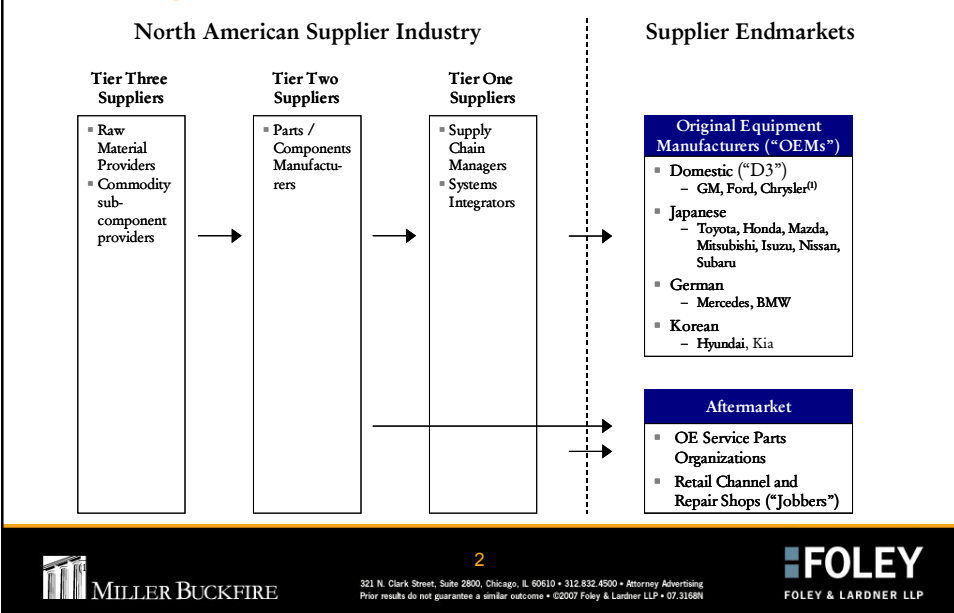 North American Supplier Industry
Supplier Endmarkets
Tier Three
Suppliers
▪ Raw
Material
Providers
▪ Commodity
sub-
component
providers
Tier Two
Suppliers
▪ Parts /
Components
Manufactu-
rers
Tier One
Suppliers
▪ Supply
Chain
Managers
▪ Systems
Integrators
Original Equipment
Manufacturers (“OEMs”)
▪ Domestic (“D3”)
– GM, Ford, Chrysler(1)
▪ Japanese
– Toyota, Honda, Mazda,
Mitsubishi, Isuzu, Nissan,
Subaru
▪ German
– Mercedes, BMW
▪ Korean
– Hyundai, Kia
Aftermarket
▪ OE Service Parts
Organizations
▪ Retail Channel and
Repair Shops (“Jobbers”)
MILLER BUCKFIRE
2
321 N. Clark Street, Suite 2800, Chicago, IL 60610 • 312.832.4500 • Attorney Advertising
Prior results do not guarantee a similar outcome • ©2007 Foley & Lardner LLP • 07.3168N
FOLEY
FOLEY & LARDNER LLP